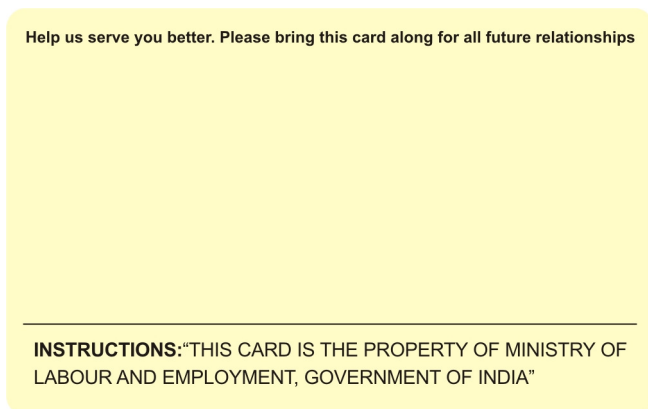 Help us serve you better. Please bring this card along for all future relationships
INSTRUCTIONS:“THIS CARD IS THE PROPERTY OF MINISTRY OF
LABOUR AND EMPLOYMENT, GOVERNMENT OF INDIA”